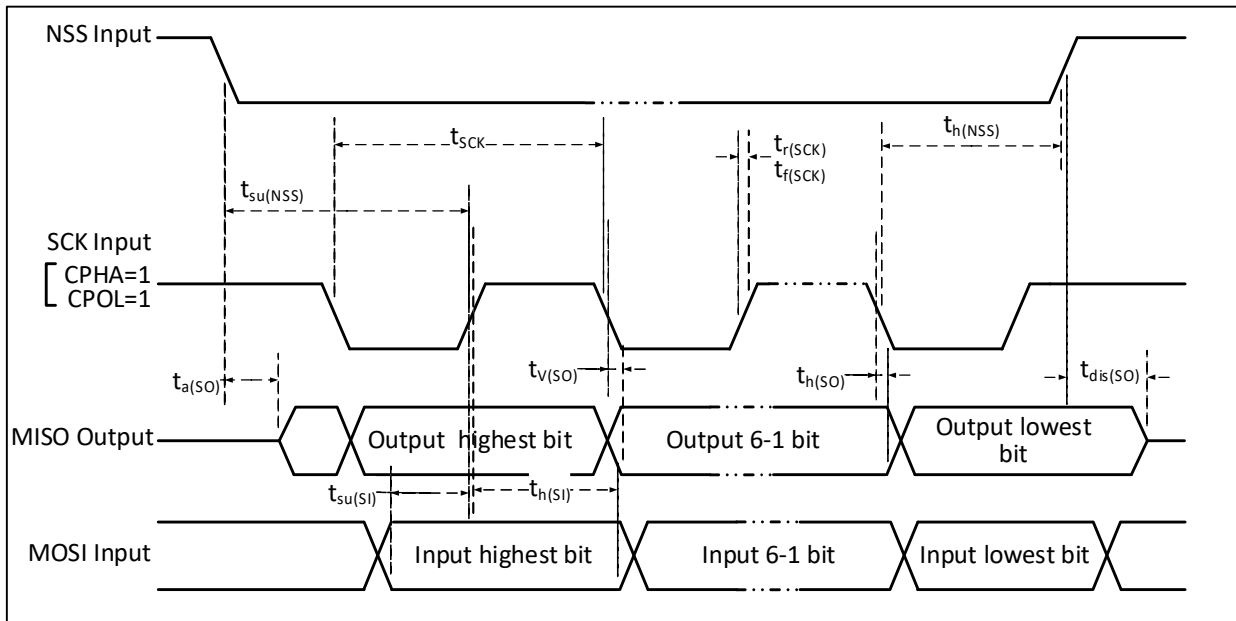 NSS Input
tSCK
th(NSS)
tr(SCK)
tf(SCK)
tsu(NSS)
SCK Input
CPHA=1
CPOL=1
ta(SO)
tV(SO)
th(SO)
tdis(SO)
MISO Output
Output highest bit
Output 6-1 bit
Output lowest
bit
tsu(SI)
th(SI)
MOSI Input
Input highest bit
Input 6-1 bit
Input lowest bit